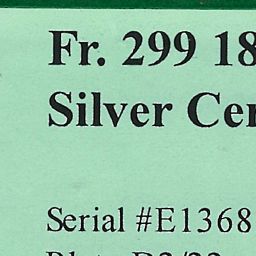 Fr. 299 18
Silver Cer
Serial #E1368